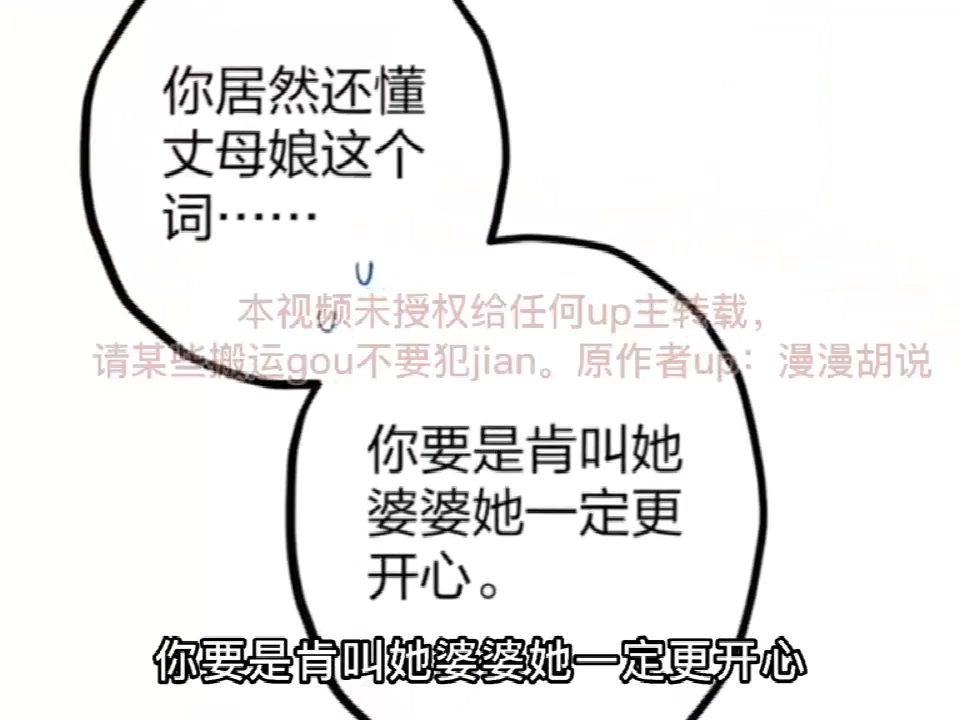 你居然还懂
丈母娘这个
词……
本视频未授权给任何up主转载，
请某些搬运gou不要犯jian。原作者up：漫漫胡说
你要是肯叫她
婆婆她一定更
开心。
你要是肯叫她婆婆她一定更开心